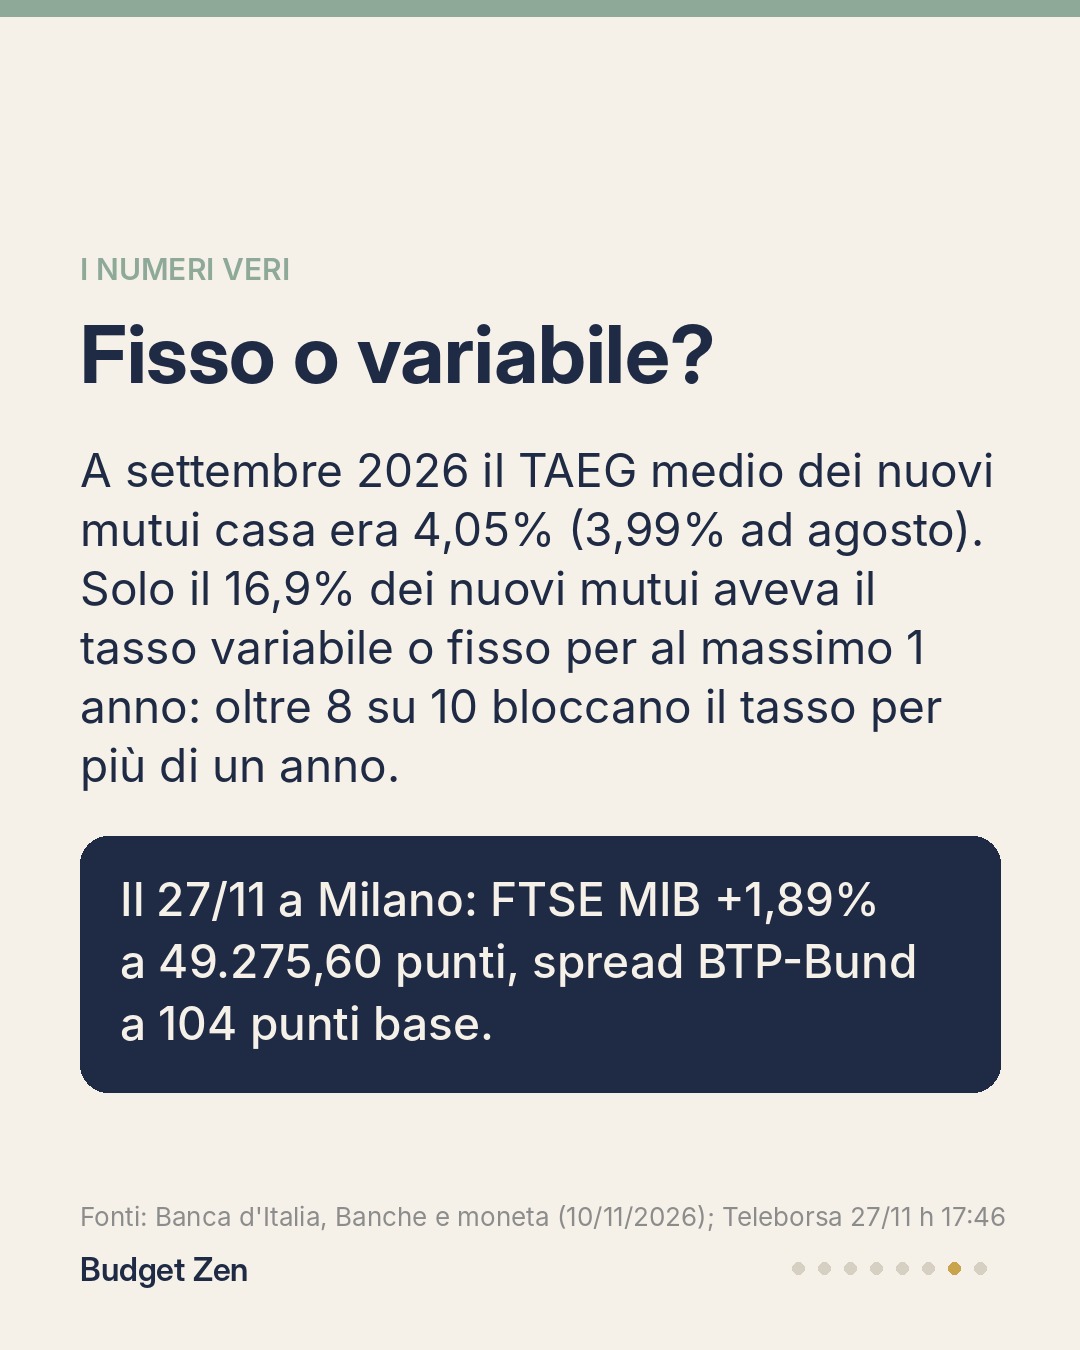 I NUMERI VERI
Fisso o variabile?
A settembre 2026 il TAEG medio dei nuovi
mutui casa era 4,05% (3,99% ad agosto).
Solo il 16,9% dei nuovi mutui aveva il
tasso variabile o fisso per al massimo 1
anno: oltre 8 su 10 bloccano il tasso per
più di un anno.
Il 27/11 a Milano: FTSE MIB +1,89%
a 49.275,60 punti, spread BTP-Bund
a 104 punti base.
Fonti: Banca d'Italia, Banche e moneta (10/11/2026); Teleborsa 27/11 h 17:46
Budget Zen